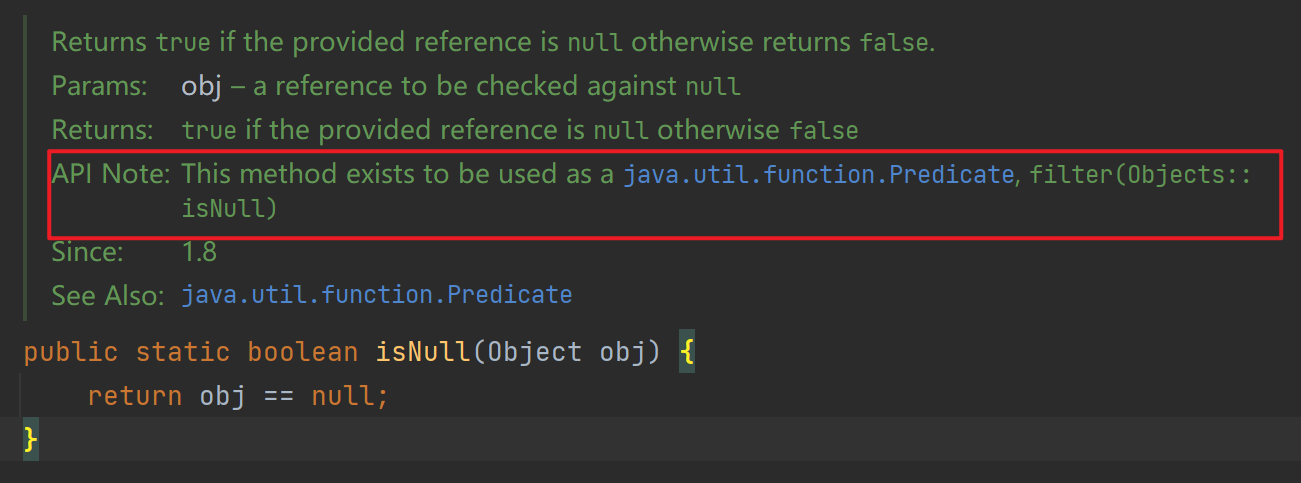 Returns true if the provided reference is null otherwise returns false.
Params: obj – a reference to be checked against null
Returns: true if the provided reference is null otherwise false
API Note: This method exists to be used as a java.util.function.Predicate, filter(Objects::
isNull)
Since: 1.8
See Also: java.util.function.Predicate
public static boolean isNull(Object obj) {
return obj == null;
}